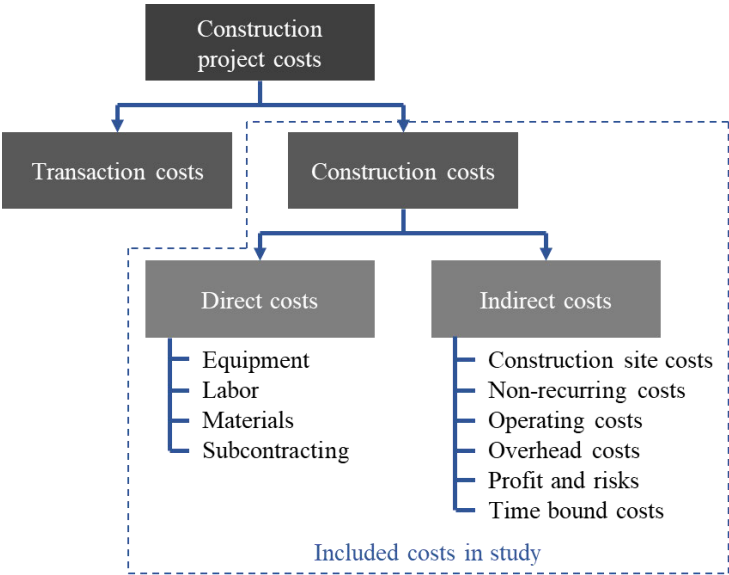 Construction
project costs
Transaction costs
Construction costs
Direct costs
Indirect costs
Equipment
Labor
Materials
Subcontracting
Construction site costs
Non-recurring costs
Operating costs
Overhead costs
Profit and risks
Time bound costs
Included costs in study